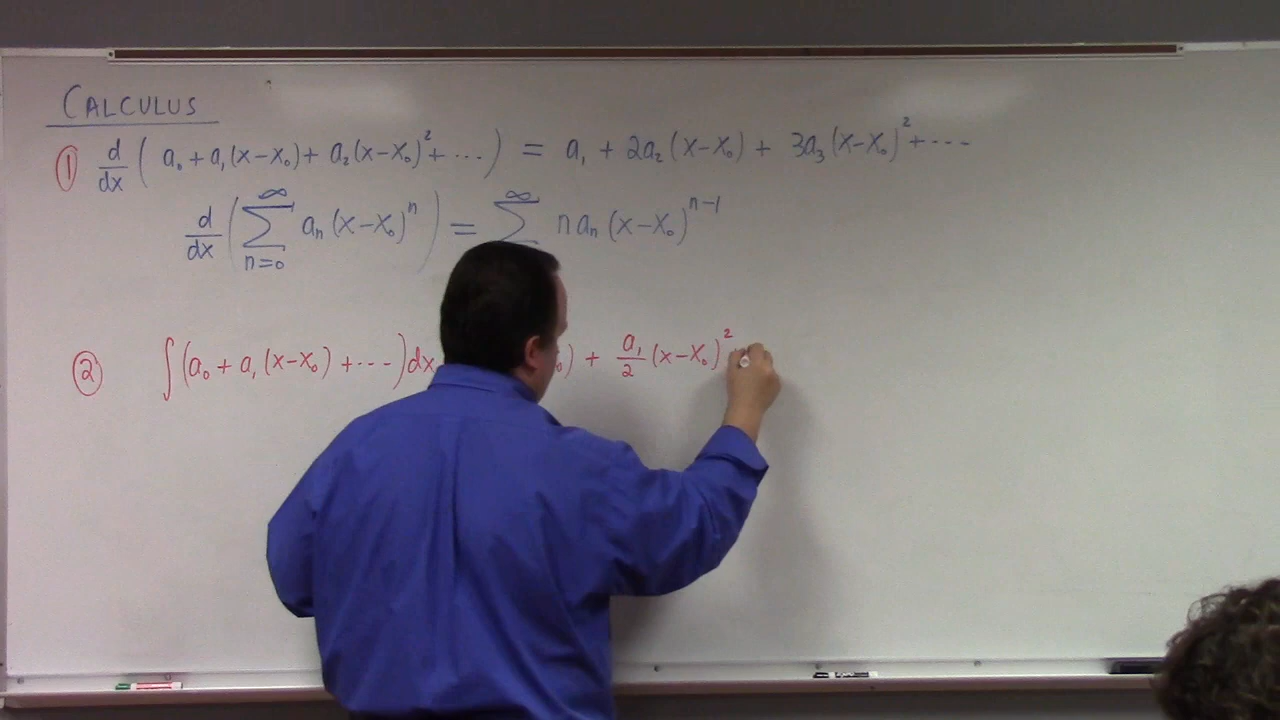 CALCULUS
① d/dx ( a₀ + a₁(x-x₀) + a₂(x-x₀)² + ··· ) = a₁ + 2a₂(x-x₀) + 3a₃(x-x₀)² + ···
d/dx ( ∑_{n=0}^{∞} aₙ(x-x₀)ⁿ ) = ∑^{∞} n aₙ (x-x₀)ⁿ⁻¹
② ∫ ( a₀ + a₁(x-x₀) + ··· ) dx ₀) + a₁/2 (x-x₀)²